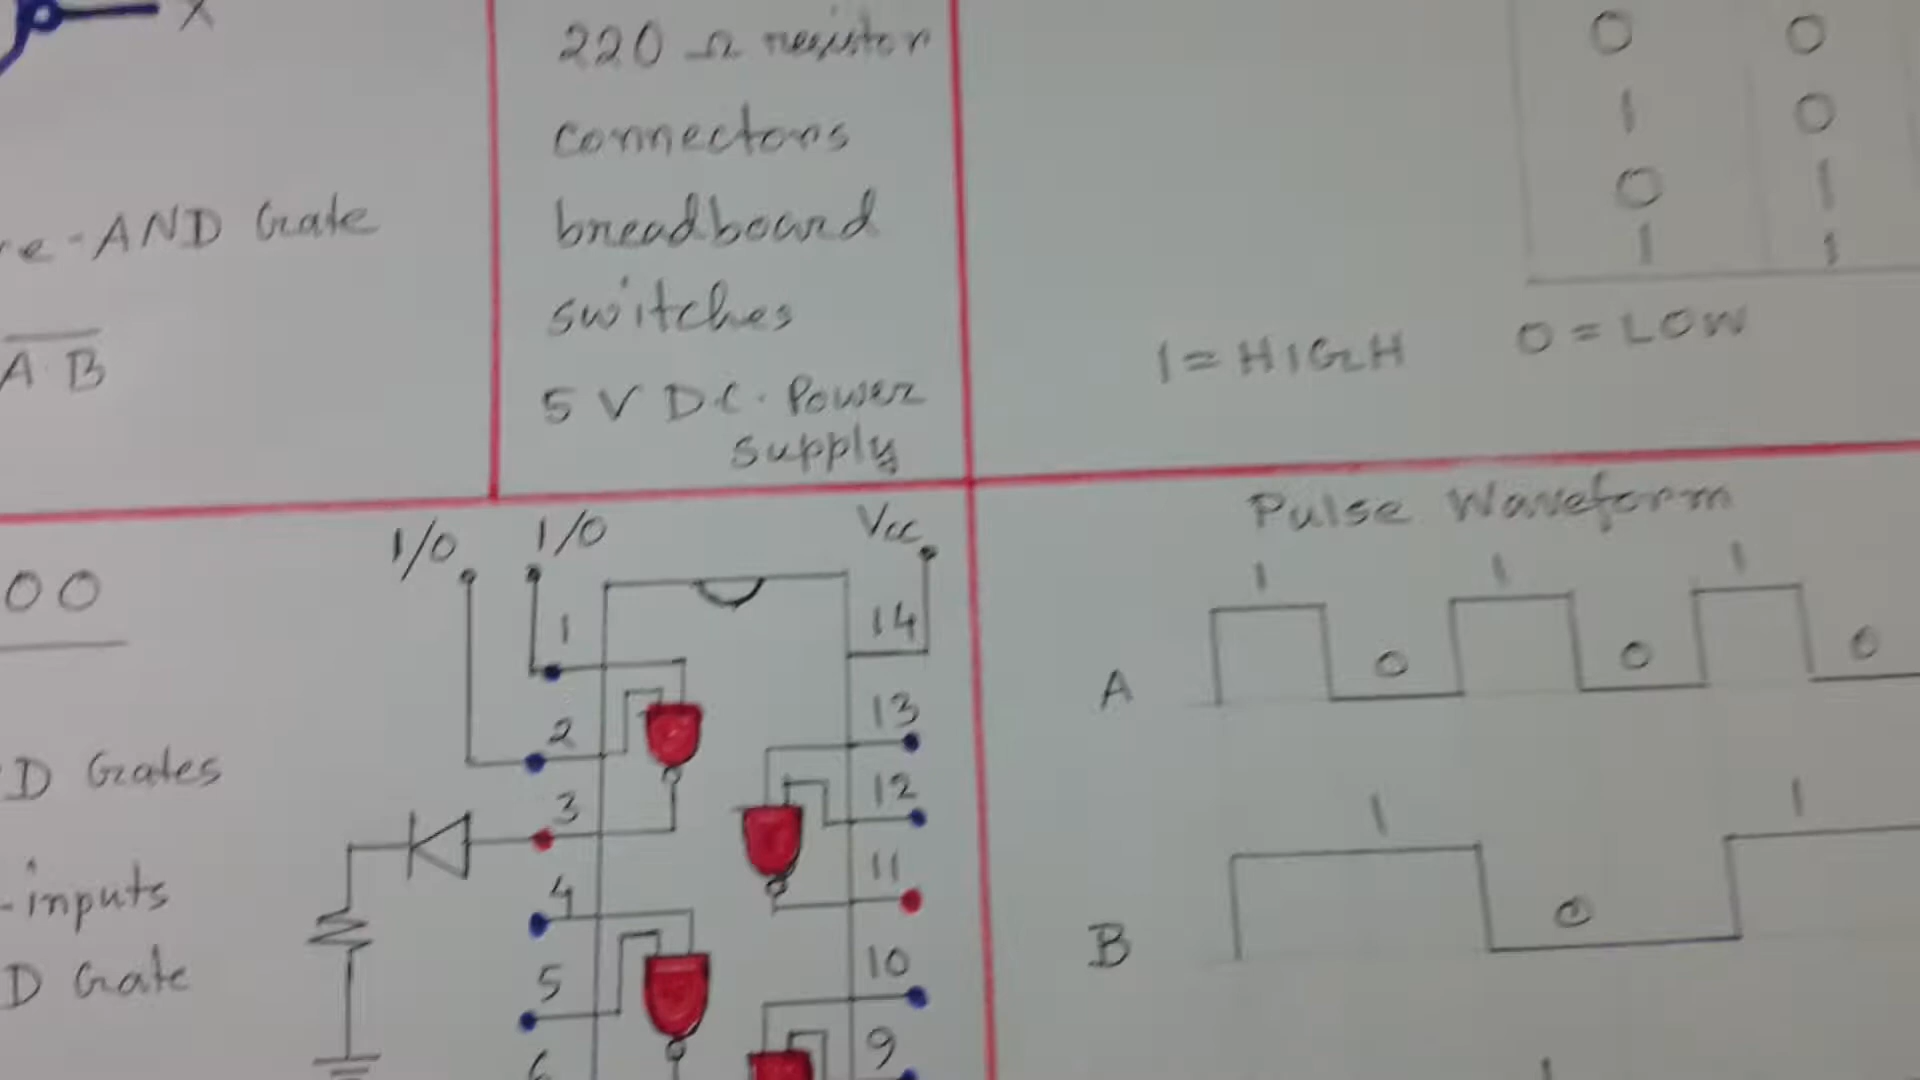 X
220 Ω resistor
connectors
breadboard
switches
5 V D.C. Power
supply
e-AND Gate
A.B
0 0
1 0
0 1
1 1
1 = HIGH 0 = LOW
00
D Gates
-inputs
D Gate
1/0 1/0 Vcc
1 14
2 13
3 12
4 11
5 10
6 9
Pulse Waveform
1 1 1
A 0 0 0
1 1
B 0
1